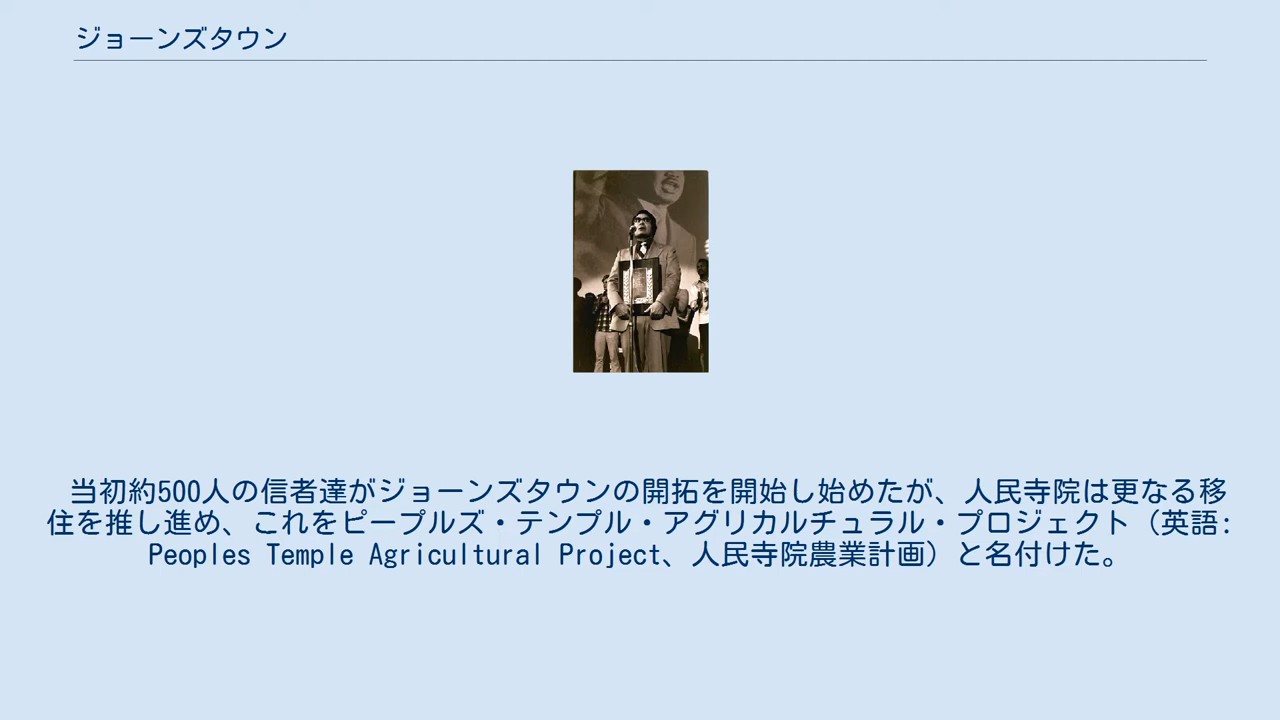 ジョーンズタウン
当初約500人の信者達がジョーンズタウンの開拓を開始し始めたが、人民寺院は更なる移
住を推し進め、これをピープルズ・テンプル・アグリカルチュラル・プロジェクト（英語:
Peoples Temple Agricultural Project、人民寺院農業計画）と名付けた。